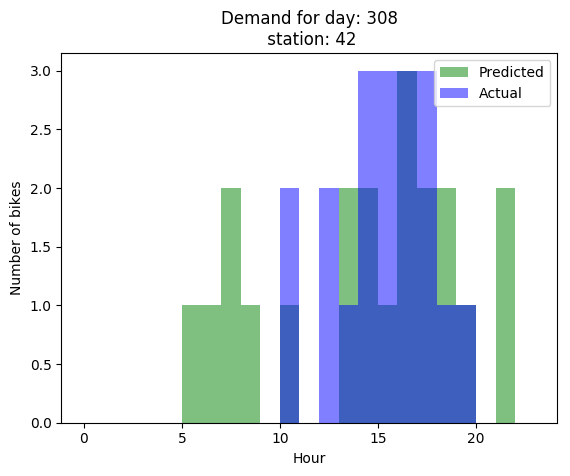 Demand for day: 308
station: 42
Predicted
Actual
Number of bikes
3.0
2.5
2.0
1.5
1.0
0.5
0.0
0
5
10
15
20
Hour